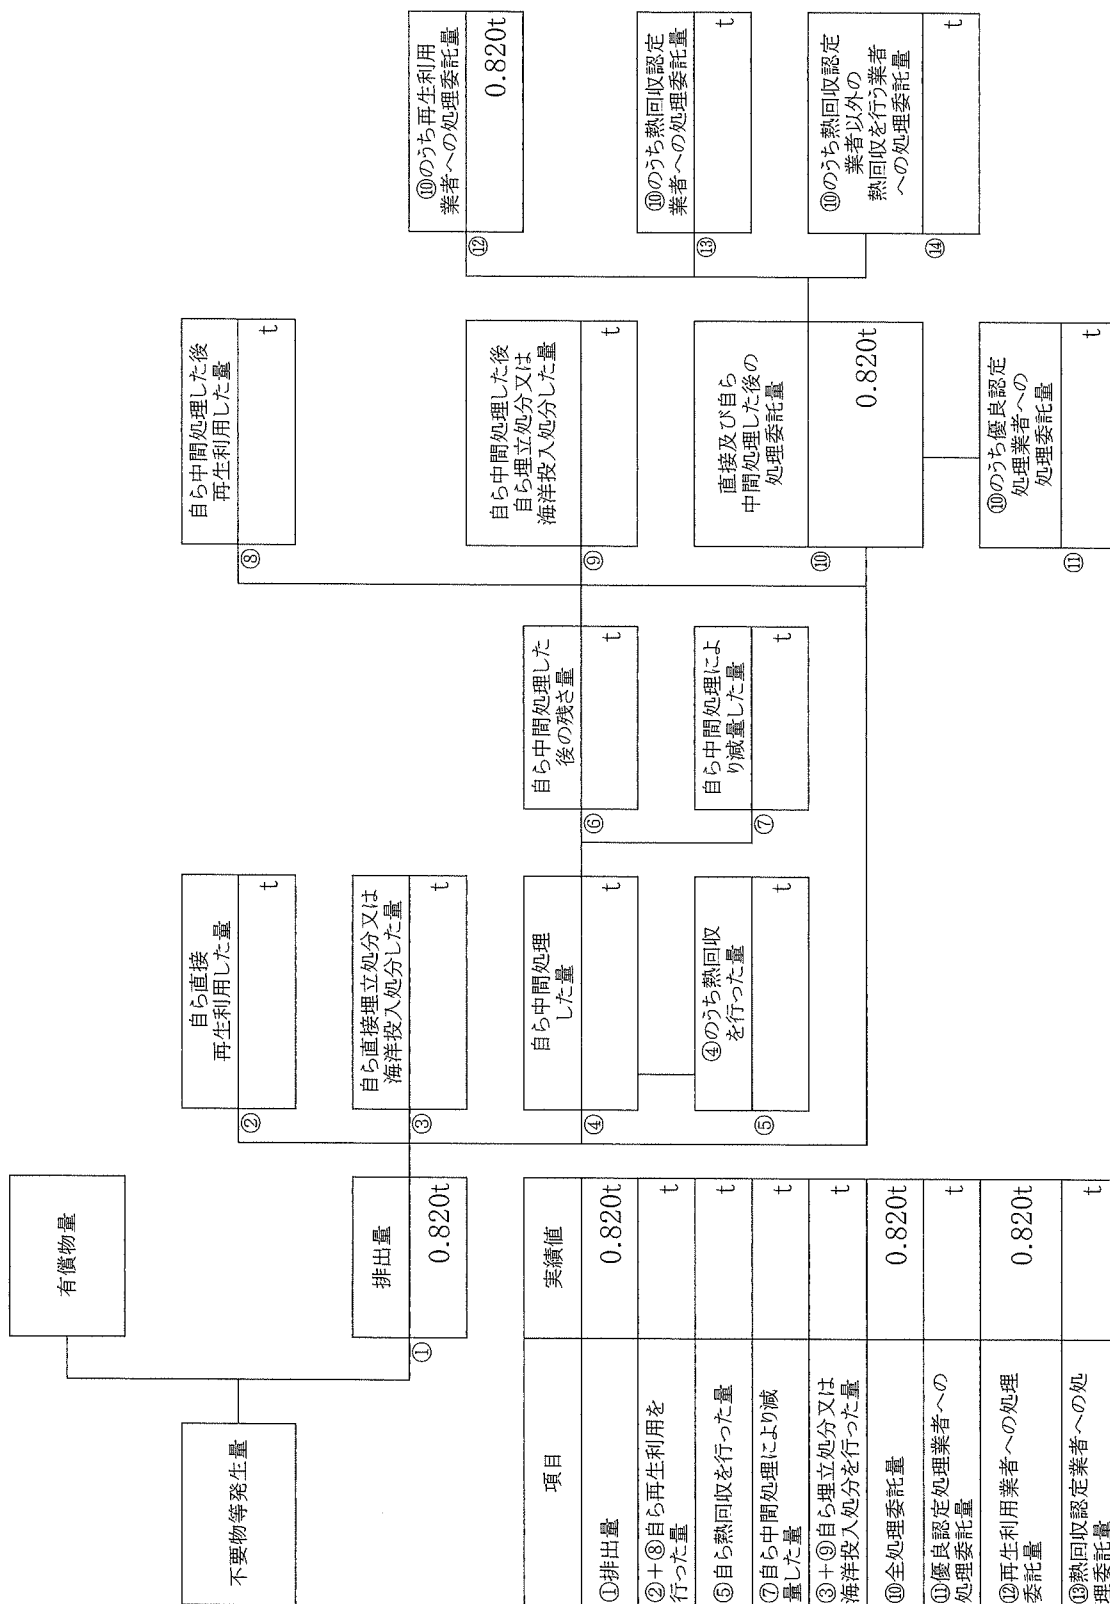 不要物等発生量
有償物量
排出量
①
0.820t
自ら直接
再生利用した量
②
t
自ら直接埋立処分又は
海洋投入処分した量
③
t
自ら中間処理
した量
④
t
④のうち熱回収
を行った量
⑤
t
自ら中間処理した
後の残さ量
⑥
t
自ら中間処理によ
り減量した量
⑦
t
自ら中間処理した後
再生利用した量
⑧
t
自ら中間処理した後
自ら埋立処分又は
海洋投入処分した量
⑨
t
直接及び自ら
中間処理した後の
処理委託量
⑩
0.820t
⑩のうち優良認定
処理業者への
処理委託量
⑪
t
⑩のうち再生利用
業者への処理委託量
⑫
0.820t
⑩のうち熱回収認定
業者への処理委託量
⑬
t
⑩のうち熱回収認定
業者以外の
熱回収を行う業者
への処理委託量
⑭
t
項目 実績値
①排出量 0.820t
②+⑧自ら再生利用を
行った量 t
⑤自ら熱回収を行った量 t
⑦自ら中間処理により減
量した量 t
③+⑨自ら埋立処分又は
海洋投入処分を行った量 t
⑩全処理委託量 0.820t
⑪優良認定処理業者への
処理委託量 t
⑫再生利用業者への処理
委託量 0.820t
⑬熱回収認定業者への処
理委託量 t